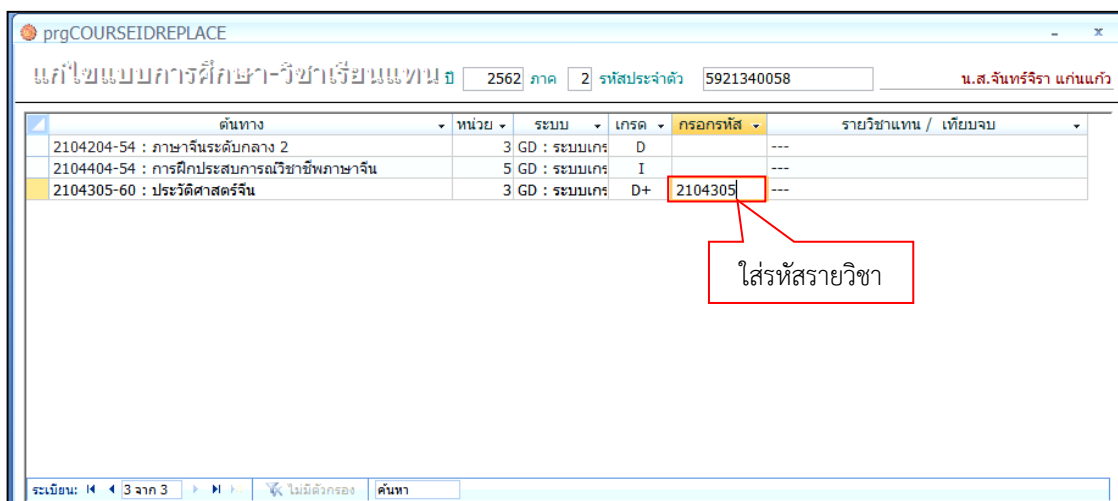 prgCOURSEIDREPLACE
แก้ไขแบบการศึกษา-วิชาเรียนแทน ปี 2562 ภาค 2 รหัสประจำตัว 5921340058 น.ส.จันทร์จิรา แก่นแก้ว
ต้นทาง หน่วย ระบบ เกรด กรอกรหัส รายวิชาแทน / เทียบจบ
2104204-54 : ภาษาจีนระดับกลาง 2 3 GD : ระบบเกร D ---
2104404-54 : การฝึกประสบการณ์วิชาชีพภาษาจีน 5 GD : ระบบเกร I ---
2104305-60 : ประวัติศาสตร์จีน 3 GD : ระบบเกร D+ 2104305 ---
ใส่รหัสรายวิชา
ระเบียน: 3 จาก 3 ไม่มีตัวกรอง ค้นหา